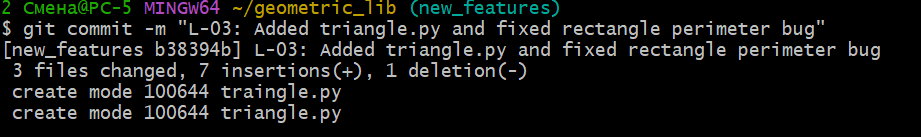 2 Смена@PC-5 MINGW64 ~/geometric_lib (new_features)
$ git commit -m "L-03: Added triangle.py and fixed rectangle perimeter bug"
[new_features b38394b] L-03: Added triangle.py and fixed rectangle perimeter bug
3 files changed, 7 insertions(+), 1 deletion(-)
create mode 100644 traingle.py
create mode 100644 triangle.py